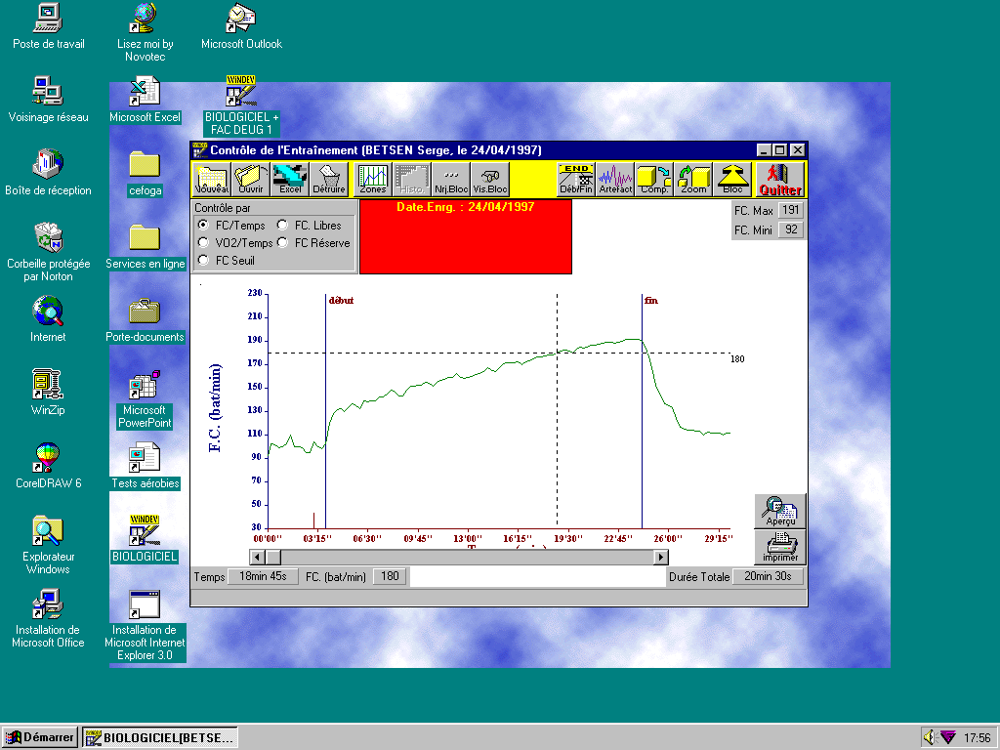 Poste de travail
Lisez moi by
Novotec
Microsoft Outlook
Voisinage réseau
Microsoft Excel
WINDEV
BIOLOGICIEL +
FAC DEUG 1
Boîte de réception
cefoga
Corbeille protégée
par Norton
Services en ligne
Internet
Porte-documents
WinZip
Microsoft
PowerPoint
CorelDRAW 6
Tests aérobies
Explorateur
Windows
WINDEV
BIOLOGICIEL
Installation de
Microsoft Office
Installation de
Microsoft Internet
Explorer 3.0
Contrôle de l'Entraînement (BETSEN Serge, le 24/04/1997)
Nouveau Ouvrir Excel Détruire Zones Histo Nrj.Bloc Vis.Bloc END Déb/Fin Artefact Comp. Zoom Bloc Quitter
Contrôle par
FC/Temps FC. Libres
VO2/Temps FC Réserve
FC Seuil
Date.Enrg. : 24/04/1997
FC. Max 191
FC. Mini 92
230
210
190
170
150
130
110
90
70
50
30
F.C. (bat/min)
début
fin
180
00'00'' 03'15'' 06'30'' 09'45'' 13'00'' 16'15'' 19'30'' 22'45'' 26'00'' 29'15''
Aperçu
imprimer
Temps 18min 45s FC. (bat/min) 180 Durée Totale 20min 30s
Démarrer BIOLOGICIEL[BETSE... 17:56